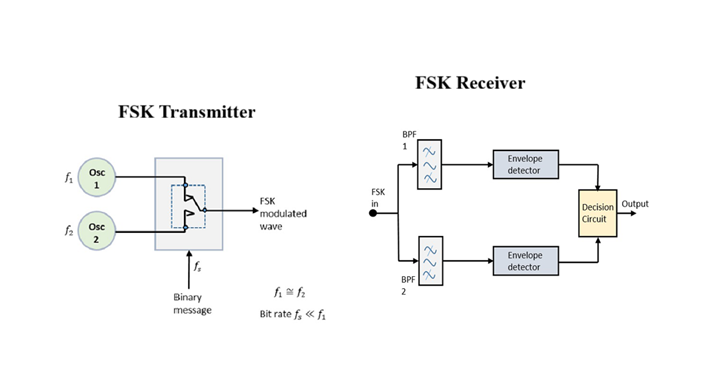 FSK Transmitter
f₁
Osc
1
f₂
Osc
2
FSK
modulated
wave
fₛ
Binary
message
f₁ ≅ f₂
Bit rate fₛ ≪ f₁
FSK Receiver
BPF
1
Envelope
detector
FSK
in
Decision
Circuit
Output
Envelope
detector
BPF
2